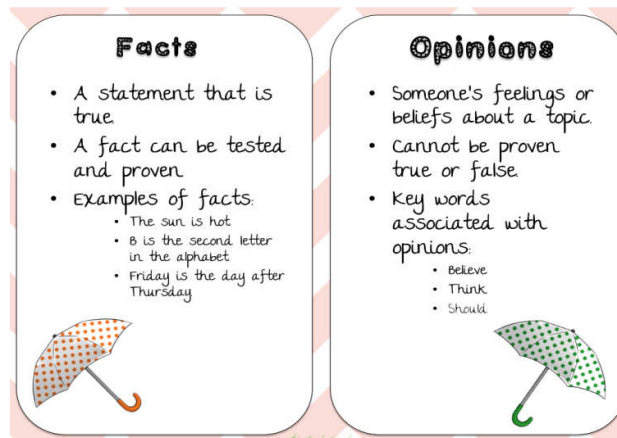 Facts
• A statement that is
true.
• A fact can be tested
and proven
• Examples of facts:
• The sun is hot
• B is the second letter
in the alphabet
• Friday is the day after
Thursday
Opinions
• Someone's feelings or
beliefs about a topic.
• Cannot be proven
true or false.
• Key words
associated with
opinions:
• Believe
• Think
• Should